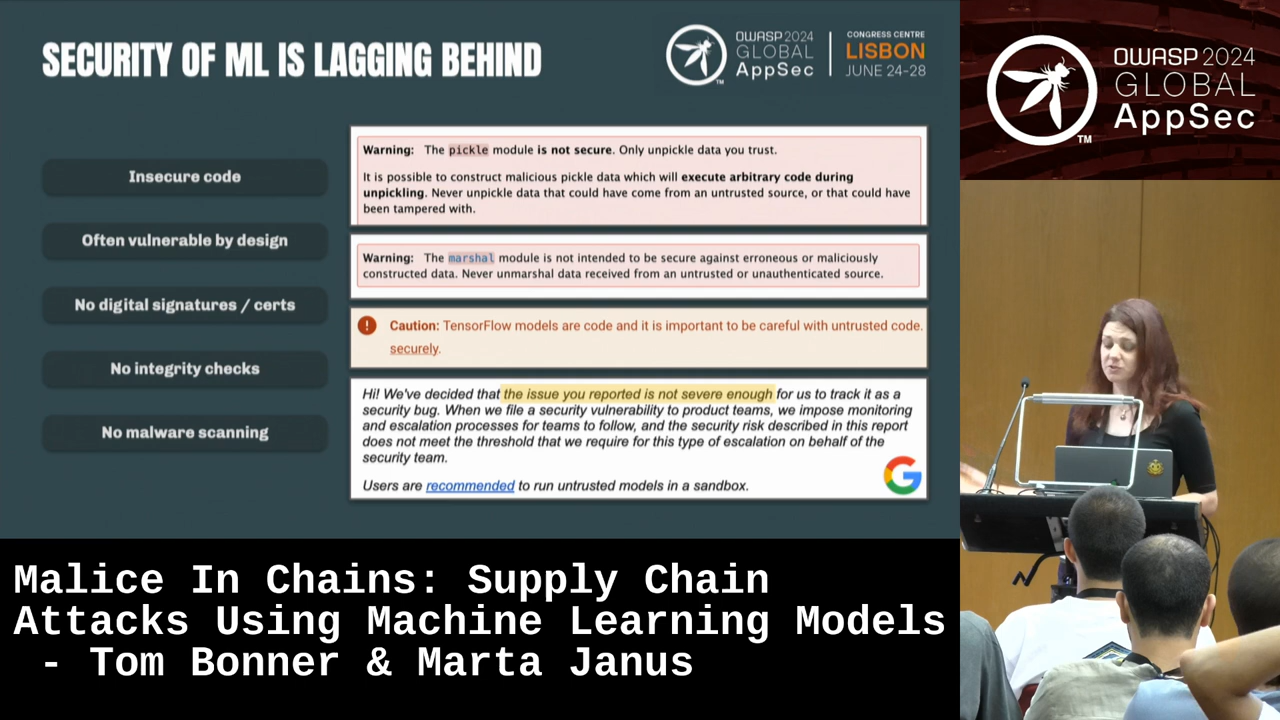 SECURITY OF ML IS LAGGING BEHIND
OWASP 2024
GLOBAL
AppSec
TM
CONGRESS CENTRE
LISBON
JUNE 24-28
Insecure code
Often vulnerable by design
No digital signatures / certs
No integrity checks
No malware scanning
Warning: The pickle module is not secure. Only unpickle data you trust.
It is possible to construct malicious pickle data which will execute arbitrary code during
unpickling. Never unpickle data that could have come from an untrusted source, or that could have
been tampered with.
Warning: The marshal module is not intended to be secure against erroneous or maliciously
constructed data. Never unmarshal data received from an untrusted or unauthenticated source.
! Caution: TensorFlow models are code and it is important to be careful with untrusted code.
securely.
Hi! We've decided that the issue you reported is not severe enough for us to track it as a
security bug. When we file a security vulnerability to product teams, we impose monitoring
and escalation processes for teams to follow, and the security risk described in this report
does not meet the threshold that we require for this type of escalation on behalf of the
security team.
Users are recommended to run untrusted models in a sandbox.
G
OWASP 2024
GLOBAL
AppSec
TM
Malice In Chains: Supply Chain
Attacks Using Machine Learning Models
- Tom Bonner & Marta Janus